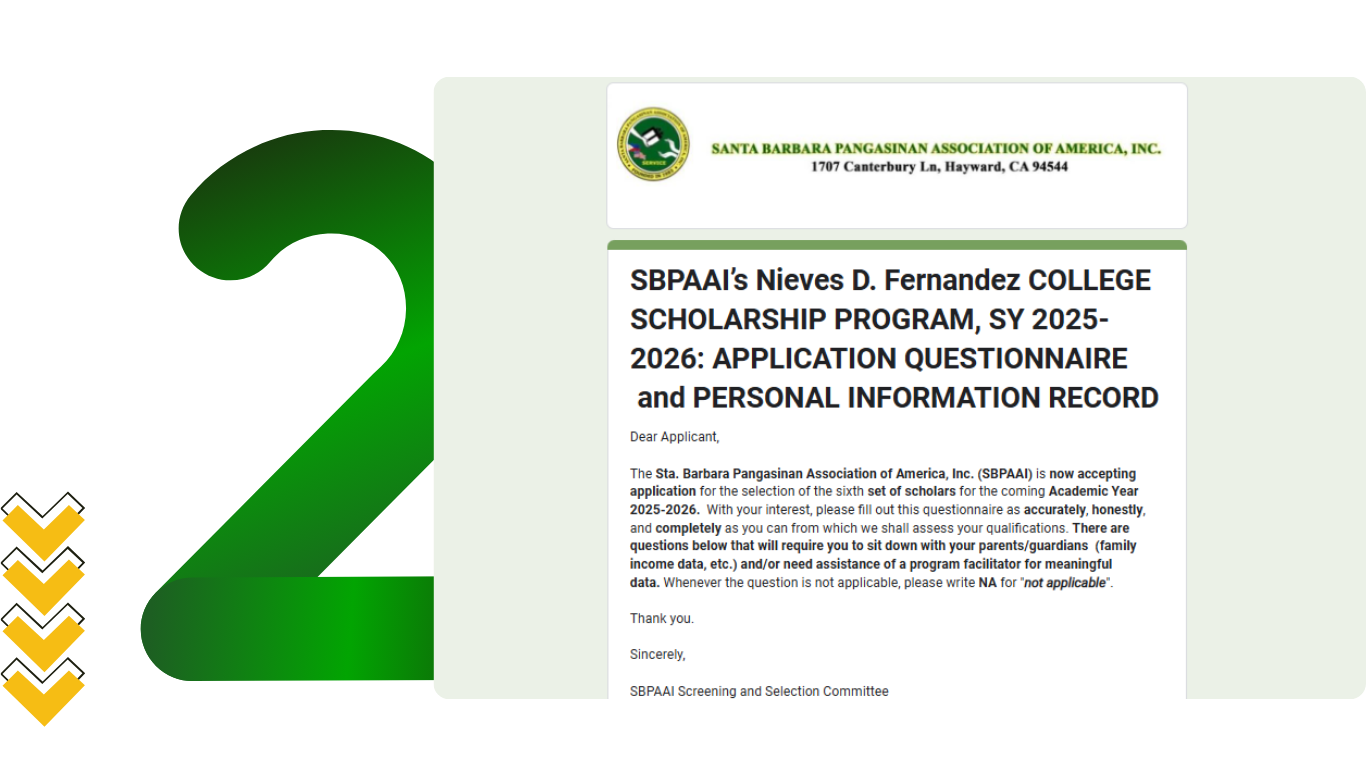 2
SERVICE
SANTA BARBARA PANGASINAN ASSOCIATION OF AMERICA, INC.
1707 Canterbury Ln, Hayward, CA 94544
SBPAAI’s Nieves D. Fernandez COLLEGE
SCHOLARSHIP PROGRAM, SY 2025-
2026: APPLICATION QUESTIONNAIRE
and PERSONAL INFORMATION RECORD
Dear Applicant,
The Sta. Barbara Pangasinan Association of America, Inc. (SBPAAI) is now accepting
application for the selection of the sixth set of scholars for the coming Academic Year
2025-2026.  With your interest, please fill out this questionnaire as accurately, honestly,
and completely as you can from which we shall assess your qualifications. There are
questions below that will require you to sit down with your parents/guardians  (family
income data, etc.) and/or need assistance of a program facilitator for meaningful
data. Whenever the question is not applicable, please write NA for "not applicable".
Thank you.
Sincerely,
SBPAAI Screening and Selection Committee